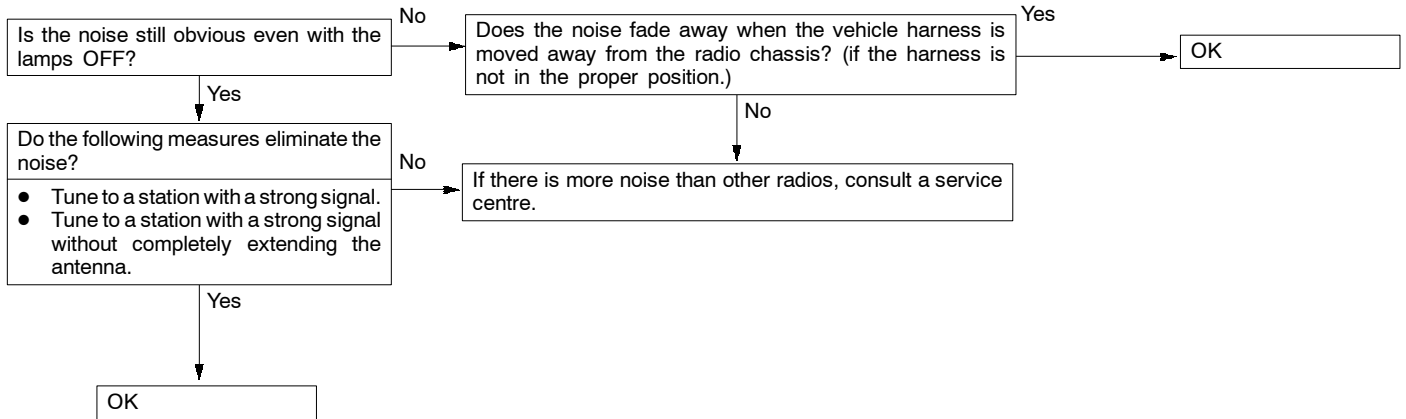 Is the noise still obvious even with the
lamps OFF?
No
Does the noise fade away when the vehicle harness is
moved away from the radio chassis? (if the harness is
not in the proper position.)
Yes
OK
Yes
No
Do the following measures eliminate the
noise?
● Tune to a station with a strong signal.
● Tune to a station with a strong signal
without completely extending the
antenna.
No
If there is more noise than other radios, consult a service
centre.
Yes
OK